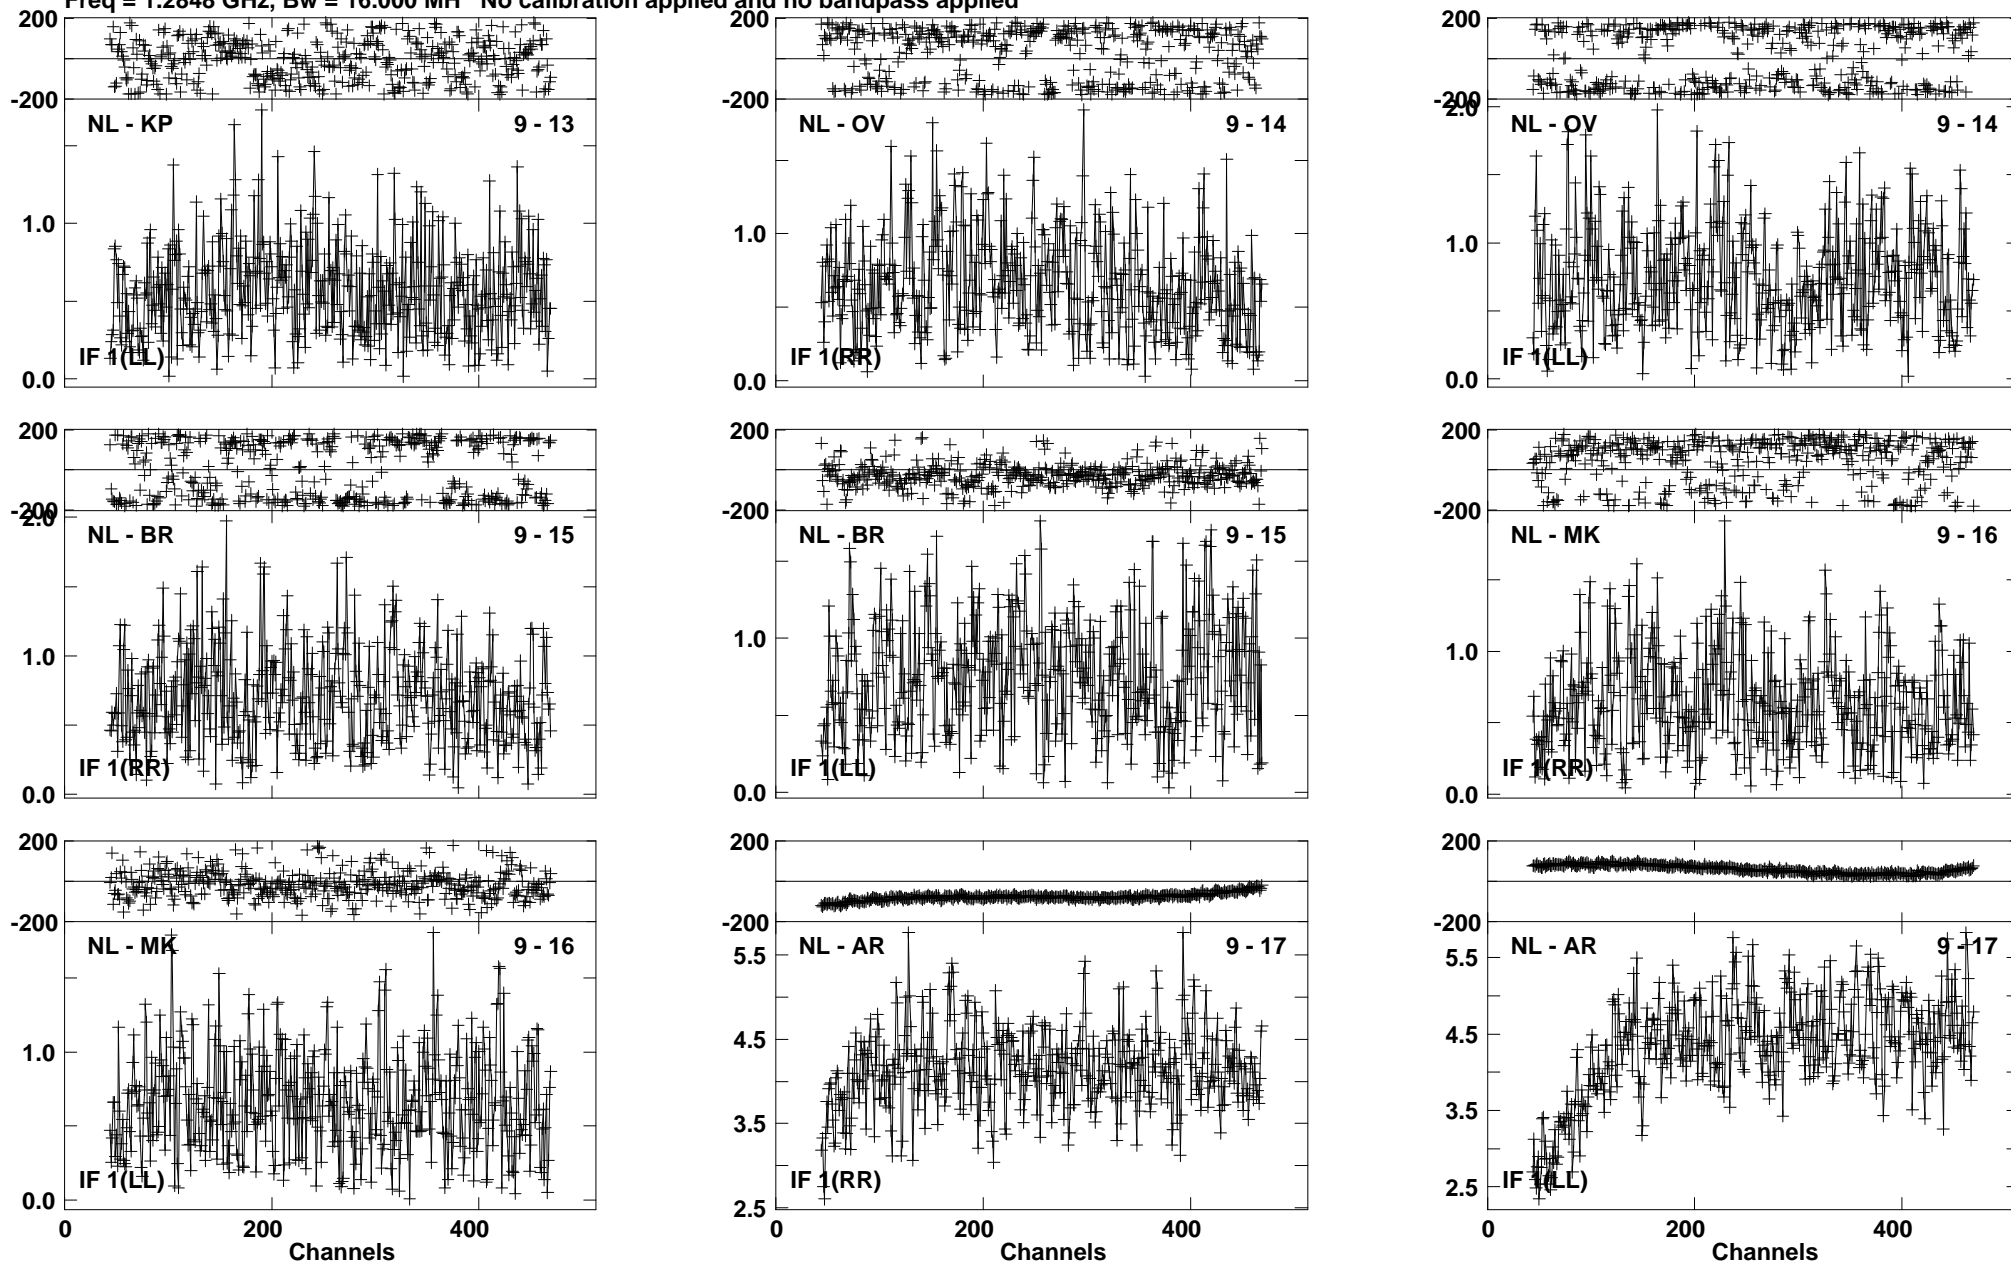 Freq = 1.2848 GHz, Bw = 16.000 MH No calibration applied and no bandpass applied
200 200 200
-200 -200 -200
NL - KP 9 - 13 NL - OV 9 - 14 2.0 NL - OV 9 - 14
1.0 1.0 1.0
IF 1(LL) IF 1(RR) IF 1(LL)
0.0 0.0 0.0
200 200 200
-200 -200 -200
2.0 NL - BR 9 - 15 NL - BR 9 - 15 NL - MK 9 - 16
1.0 1.0 1.0
IF 1(RR) IF 1(LL) IF 1(RR)
0.0 0.0 0.0
200 200 200
-200 -200 -200
NL - MK 9 - 16 NL - AR 9 - 17 NL - AR 9 - 17
5.5 5.5
1.0 4.5 4.5
3.5 3.5
IF 1(LL) IF 1(RR) IF 1(LL)
0.0 2.5 2.5
0 200 400 200 400 0 200 400
Channels Channels Channels